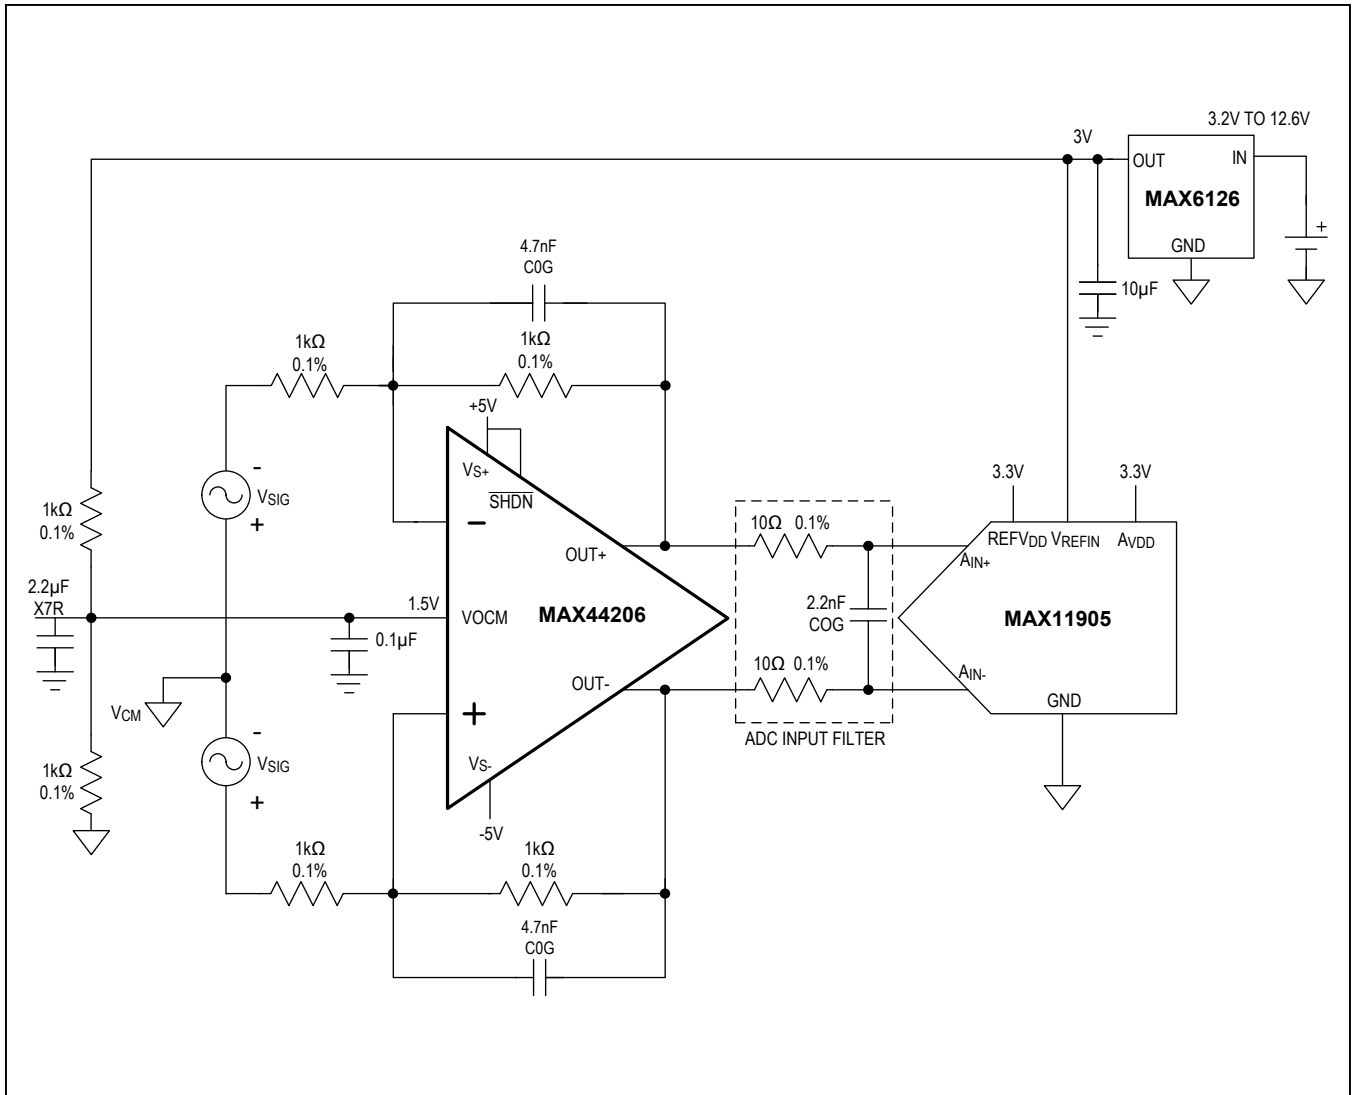 3.2V TO 12.6V
3V
OUT
IN
MAX6126
GND
+
10µF
4.7nF
C0G
1kΩ
0.1%
1kΩ
0.1%
+5V
VS+
SHDN
-
VSIG
+
1kΩ
0.1%
−
OUT+
10Ω 0.1%
3.3V
3.3V
REFVDD VREFIN
AVDD
AIN+
2.2µF
X7R
1.5V
VOCM
MAX44206
2.2nF
COG
MAX11905
0.1µF
10Ω 0.1%
OUT-
AIN-
GND
VCM
+
ADC INPUT FILTER
-
VSIG
+
1kΩ
0.1%
VS-
-5V
1kΩ
0.1%
1kΩ
0.1%
4.7nF
C0G